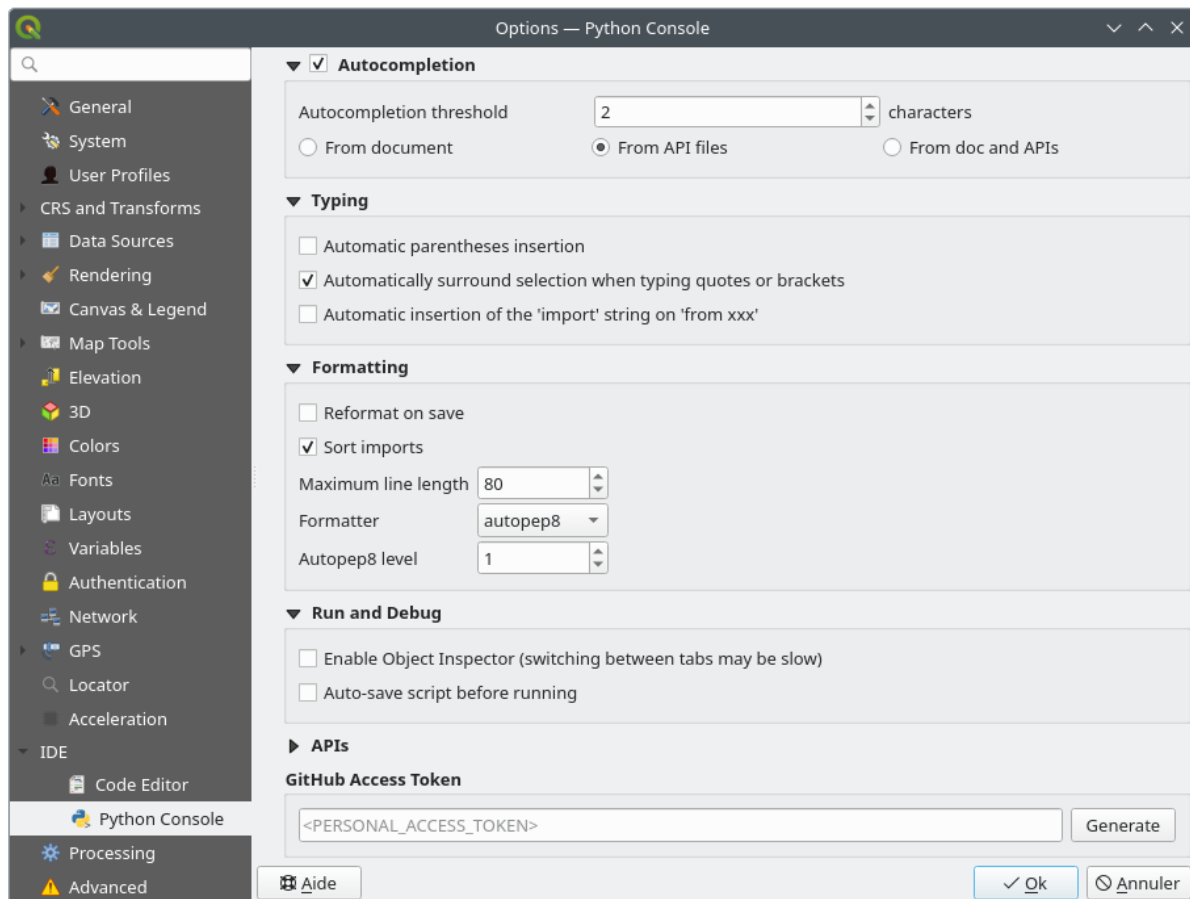 Options — Python Console
General
System
User Profiles
CRS and Transforms
Data Sources
Rendering
Canvas & Legend
Map Tools
Elevation
3D
Colors
Fonts
Layouts
Variables
Authentication
Network
GPS
Locator
Acceleration
IDE
Code Editor
Python Console
Processing
Advanced
Autocompletion
Autocompletion threshold 2 characters
From document From API files From doc and APIs
Typing
Automatic parentheses insertion
Automatically surround selection when typing quotes or brackets
Automatic insertion of the 'import' string on 'from xxx'
Formatting
Reformat on save
Sort imports
Maximum line length 80
Formatter autopep8
Autopep8 level 1
Run and Debug
Enable Object Inspector (switching between tabs may be slow)
Auto-save script before running
APIs
GitHub Access Token
<PERSONAL_ACCESS_TOKEN> Generate
Aide Ok Annuler